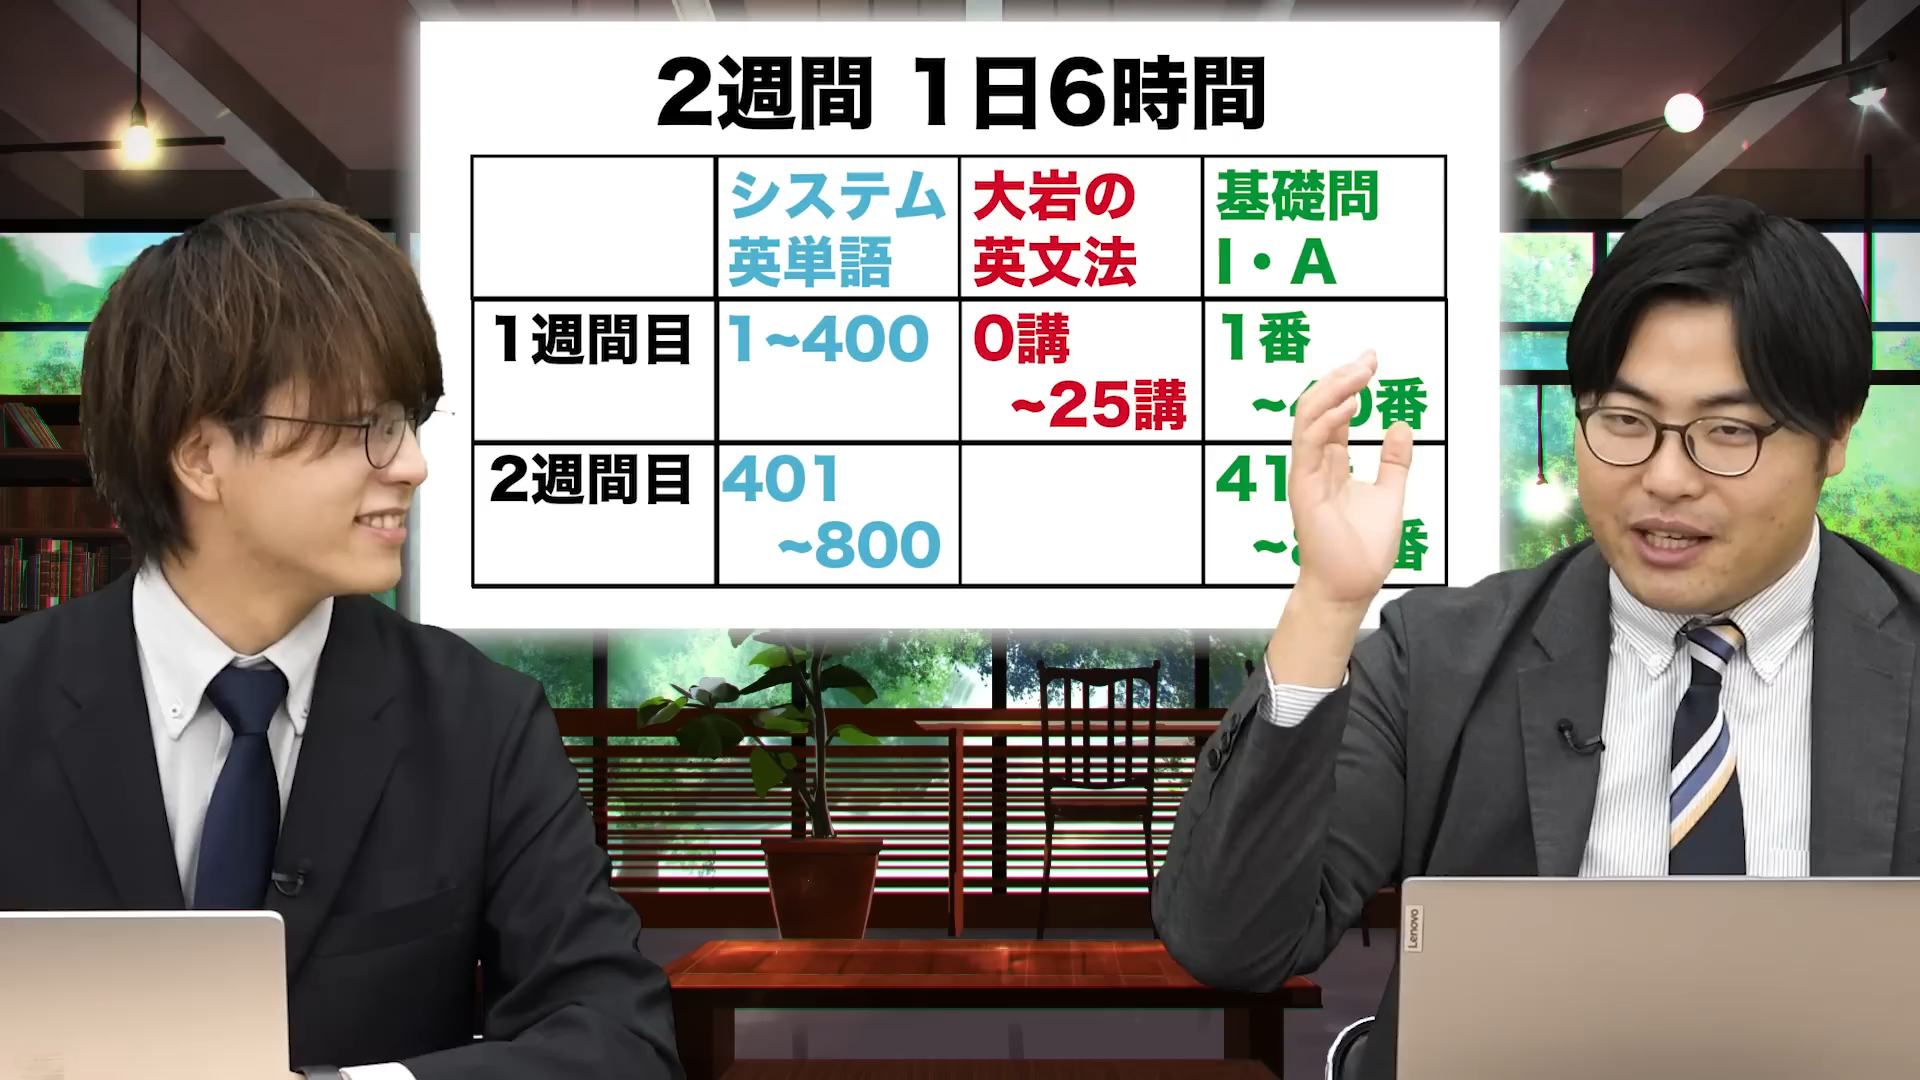 2週間 1日6時間
システム
英単語
大岩の
英文法
基礎問
I・A
1週間目
1~400
0講
~25講
1番
2週間目
401
~800
41
Lenovo